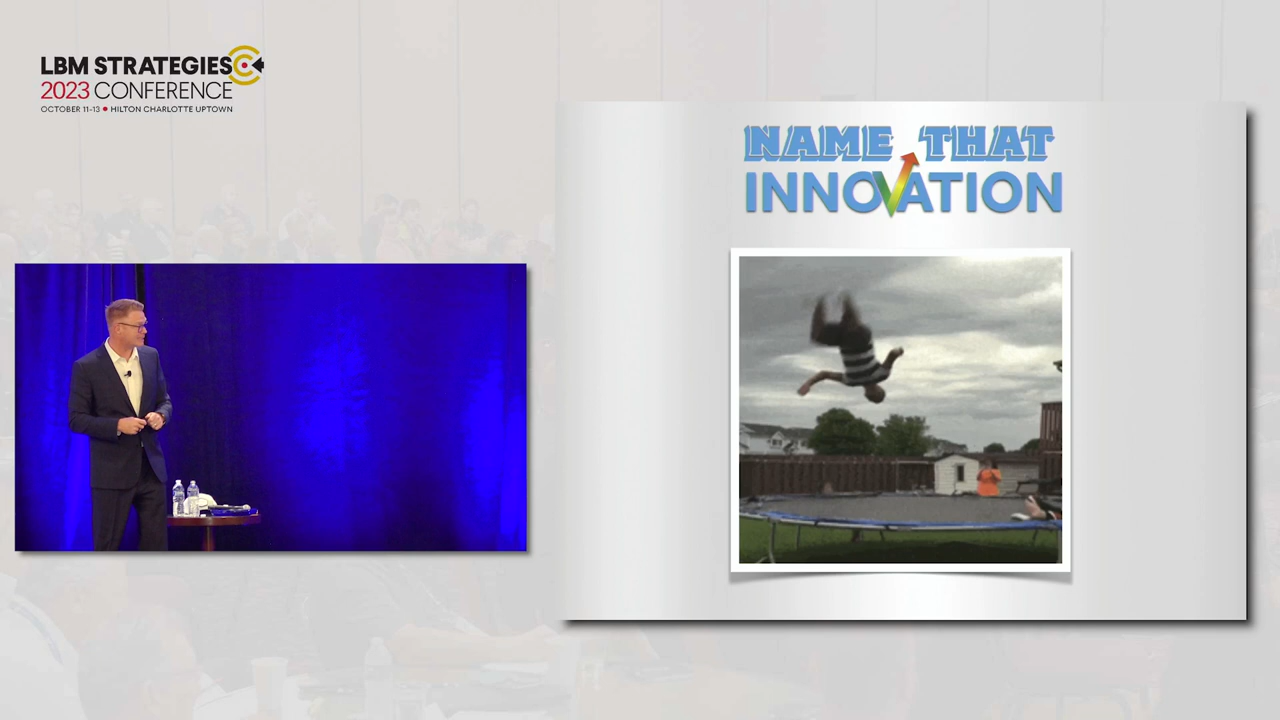 LBM STRATEGIES
2023 CONFERENCE
OCTOBER 11-13 • HILTON CHARLOTTE UPTOWN
NAME THAT
INNOVATION